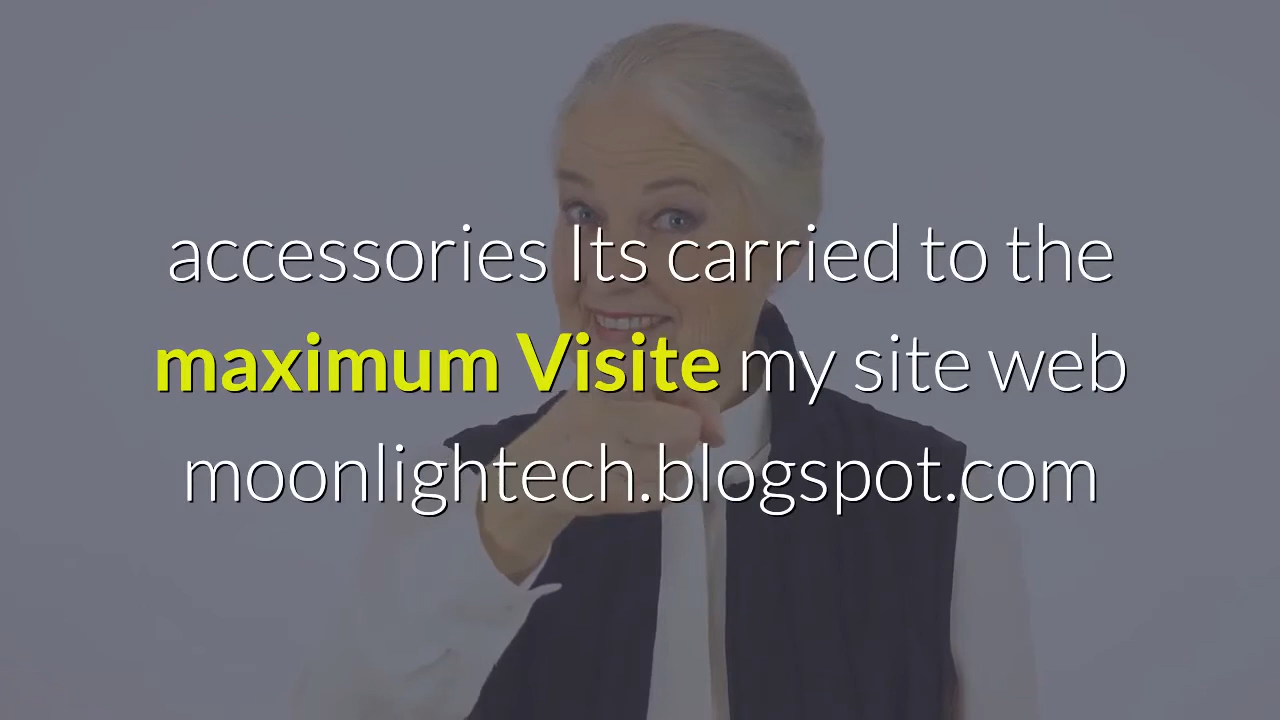 accessories Its carried to the
maximum Visite my site web
moonlightech.blogspot.com